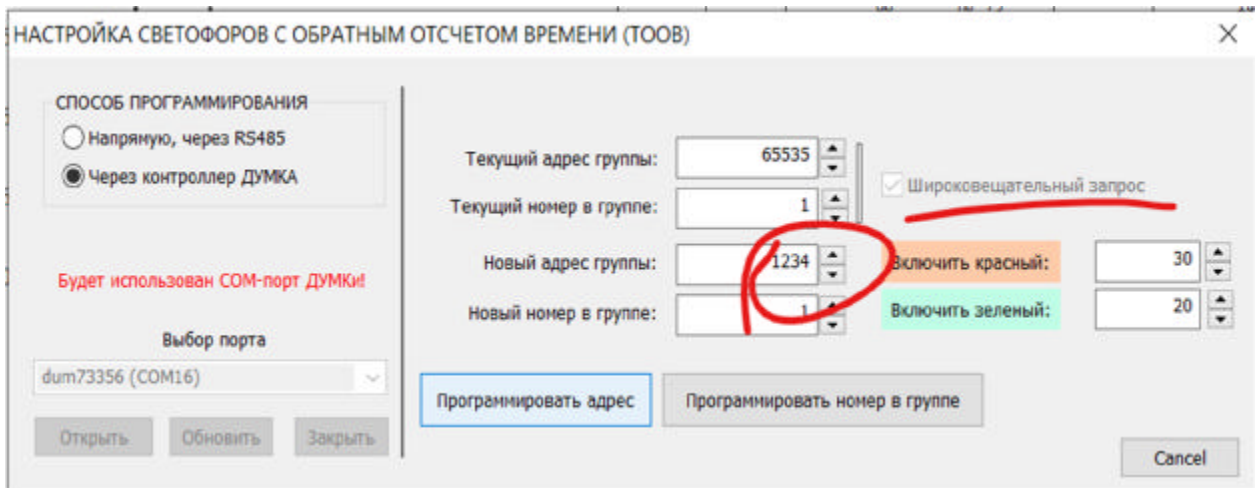 НАСТРОЙКА СВЕТОФОРОВ С ОБРАТНЫМ ОТСЧЕТОМ ВРЕМЕНИ (ТООВ)
СПОСОБ ПРОГРАММИРОВАНИЯ
Напрямую, через RS485
Через контроллер ДУМКА
Будет использован COM-порт ДУМКи!
Выбор порта
dum73356 (COM16)
Открыть Обновить Закрыть
Текущий адрес группы: 65535
Широковещательный запрос
Текущий номер в группе: 1
Новый адрес группы: 1234
Включить красный: 30
Новый номер в группе: 1
Включить зеленый: 20
Программировать адрес Программировать номер в группе
Cancel